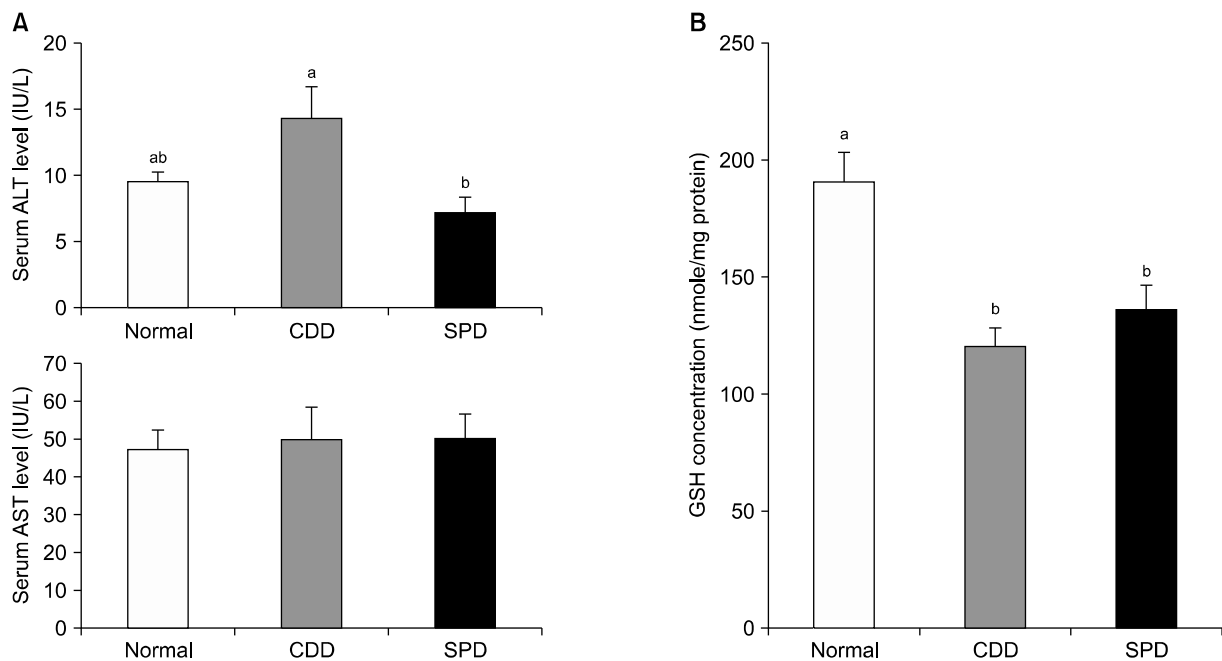 A
Serum ALT level (IU/L)
20
15
10
5
0
ab
a
b
Normal CDD SPD
Serum AST level (IU/L)
70
60
50
40
30
20
10
0
Normal CDD SPD
B
GSH concentration (nmole/mg protein)
250
200
150
100
50
0
a
b
b
Normal CDD SPD